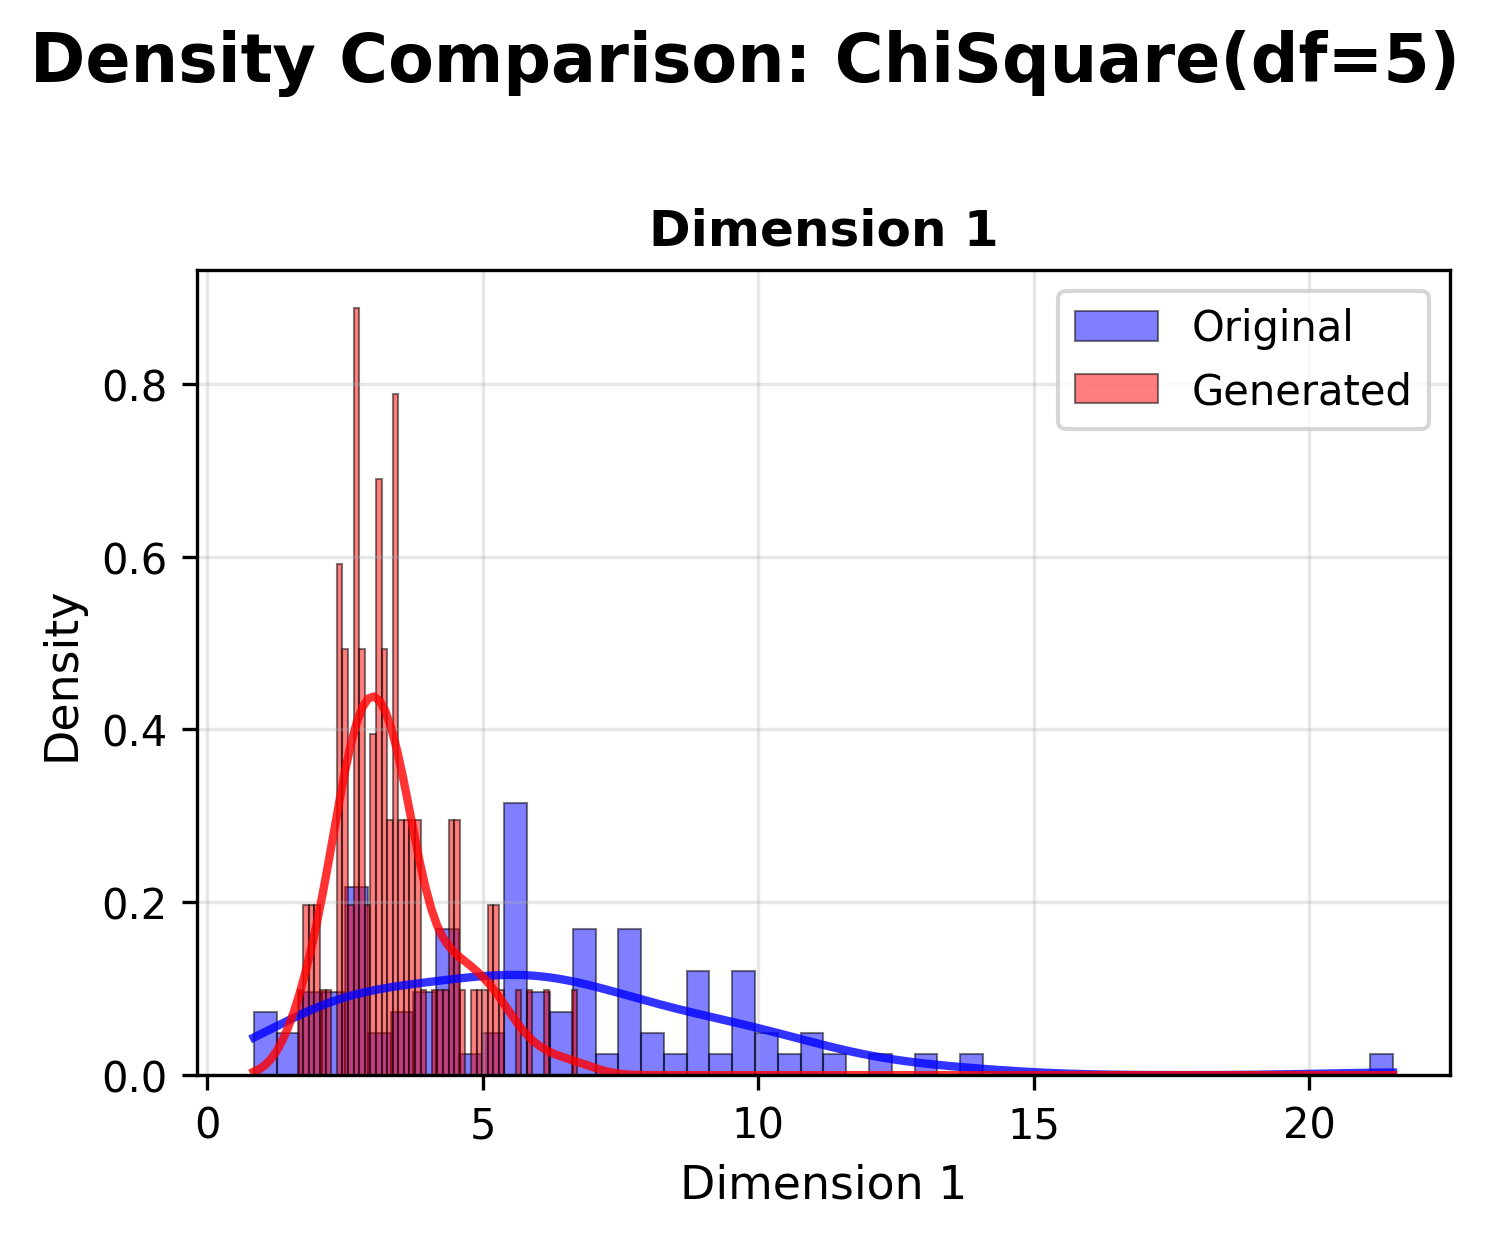 Density Comparison: ChiSquare(df=5)
Dimension 1
Original
Generated
Density
0.8
0.6
0.4
0.2
0.0
0 5 10 15 20
Dimension 1